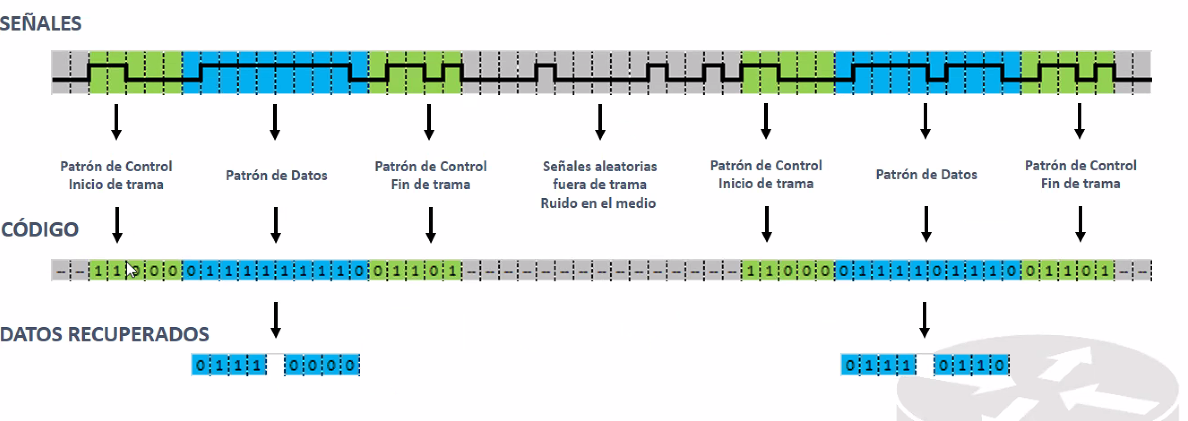 SEÑALES
Patrón de Control
Inicio de trama
Patrón de Datos
Patrón de Control
Fin de trama
Señales aleatorias
fuera de trama
Ruido en el medio
Patrón de Control
Inicio de trama
Patrón de Datos
Patrón de Control
Fin de trama
CÓDIGO
-- -- 1 1 0 0 0 0 1 1 1 1 1 1 1 1 0 0 1 1 0 1 -- -- -- -- -- -- -- -- -- -- -- -- -- -- -- 1 1 0 0 0 0 1 1 1 1 0 1 1 1 0 0 1 1 0 1 -- --
DATOS RECUPERADOS
0 1 1 1 0 0 0 0 0 1 1 1 0 1 1 0